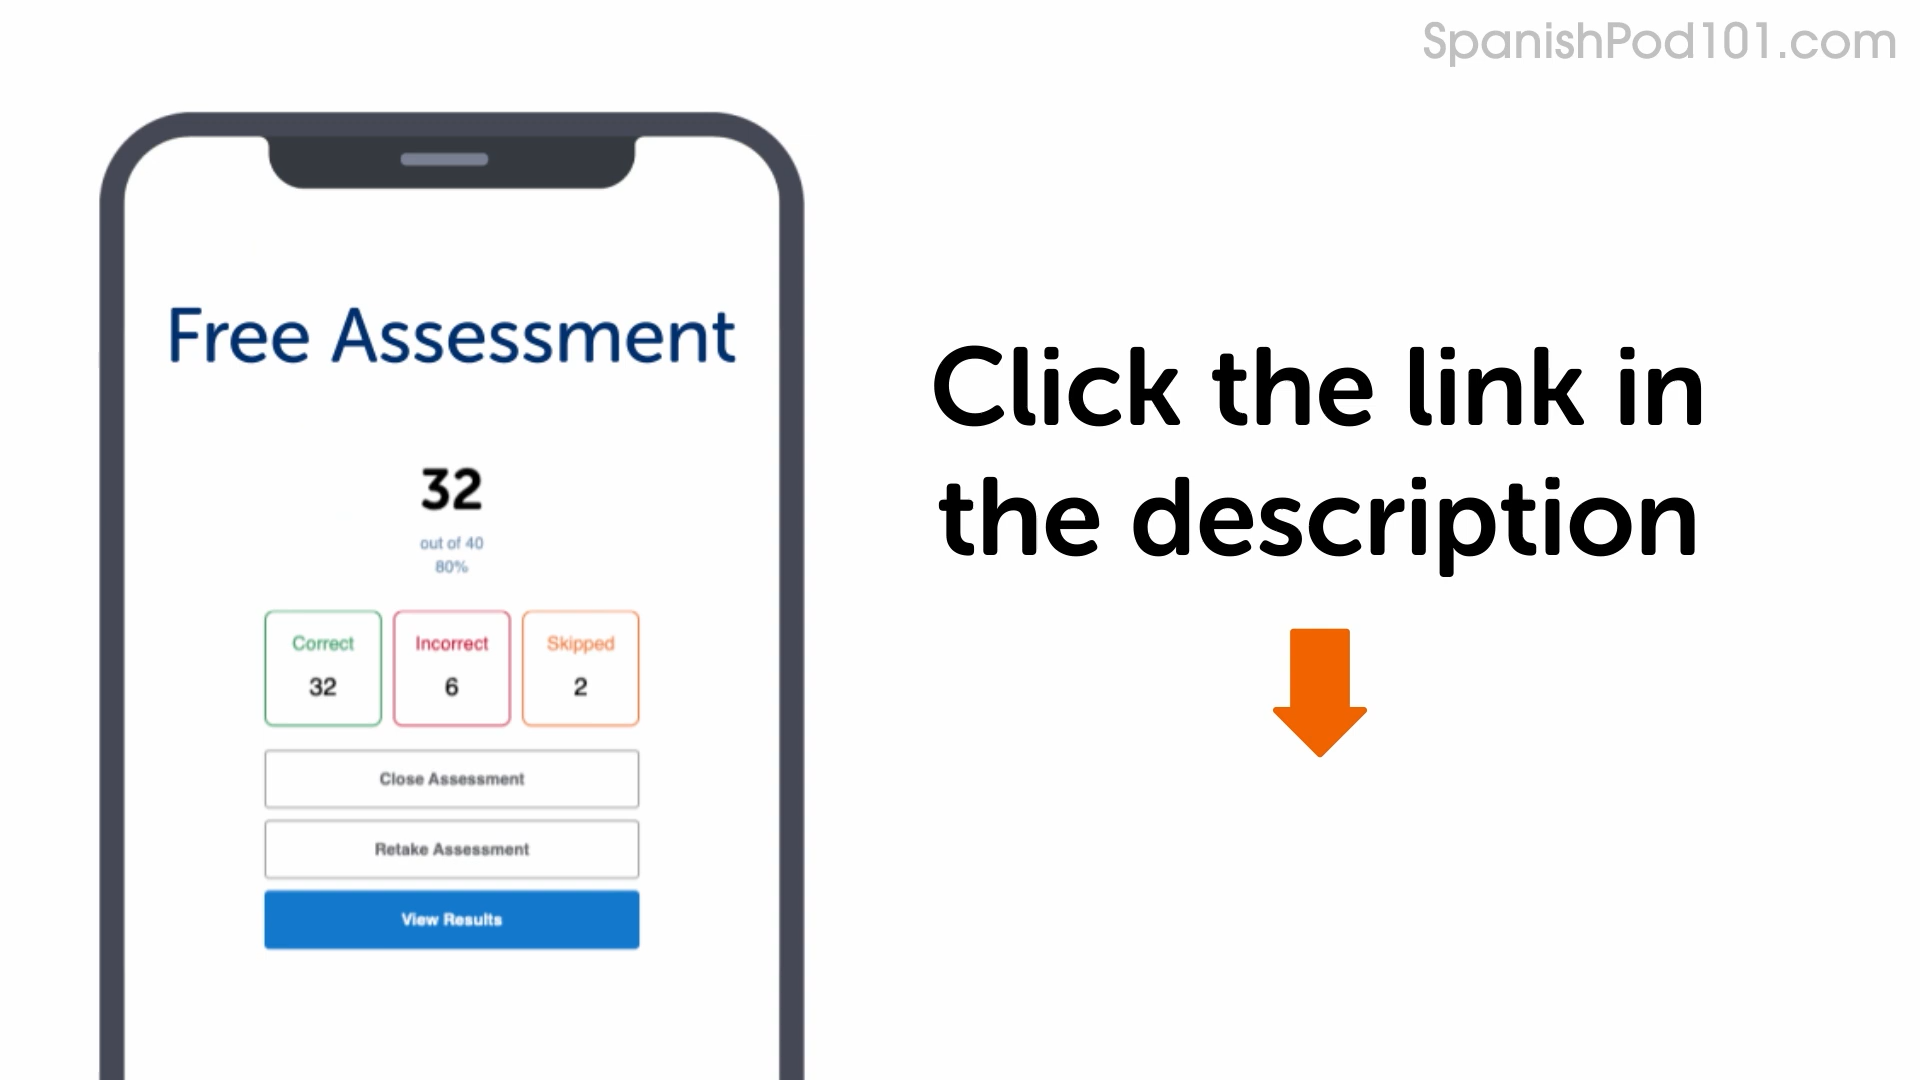 SpanishPod101.com
Free Assessment
32
out of 40
80%
Correct
32
Incorrect
6
Skipped
2
Close Assessment
Retake Assessment
View Results
Click the link in
the description